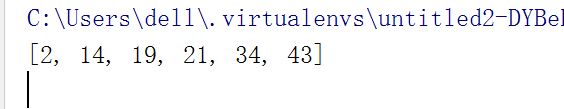 C:\Users\dell\.virtualenvs\untitled2-DYBe
[2, 14, 19, 21, 34, 43]